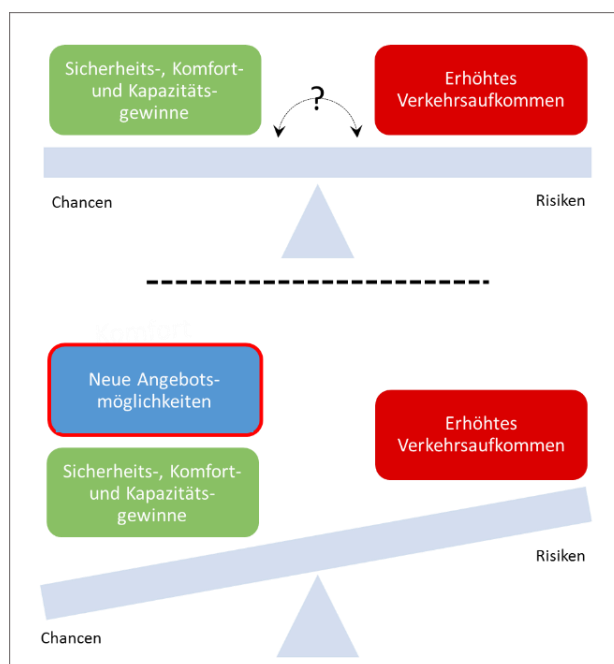 Sicherheits-, Komfort-
und Kapazitäts-
gewinne
?
Erhöhtes
Verkehrsaufkommen
Chancen
Risiken
Neue Angebots-
möglichkeiten
Sicherheits-, Komfort-
und Kapazitäts-
gewinne
Erhöhtes
Verkehrsaufkommen
Risiken
Chancen